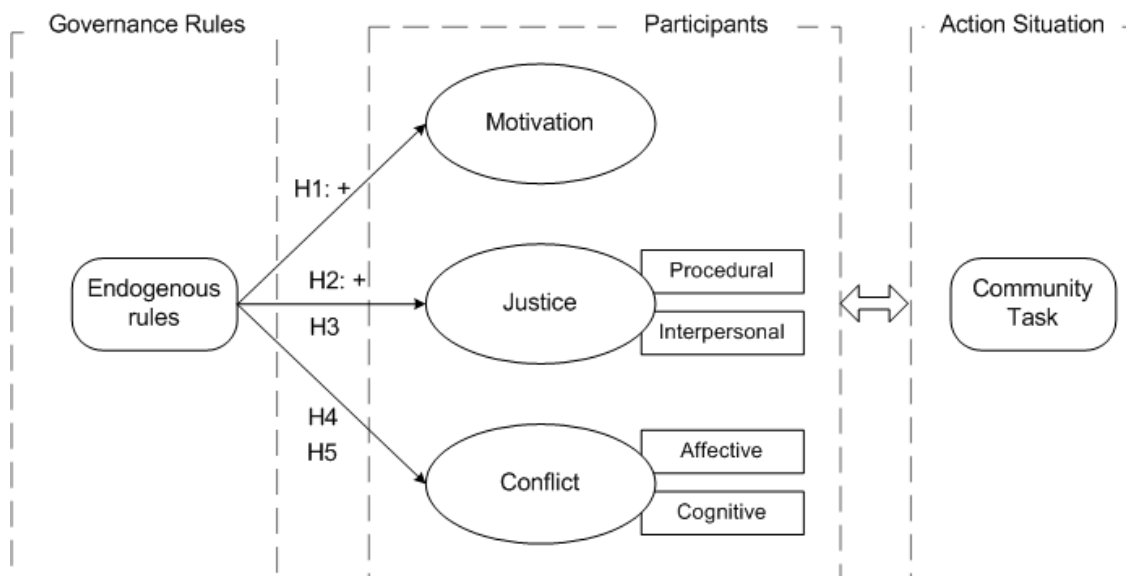 Governance Rules
Participants
Action Situation
Motivation
H1: +
Endogenous
rules
H2: +
H3
Justice
Procedural
Interpersonal
Community
Task
H4
H5
Conflict
Affective
Cognitive